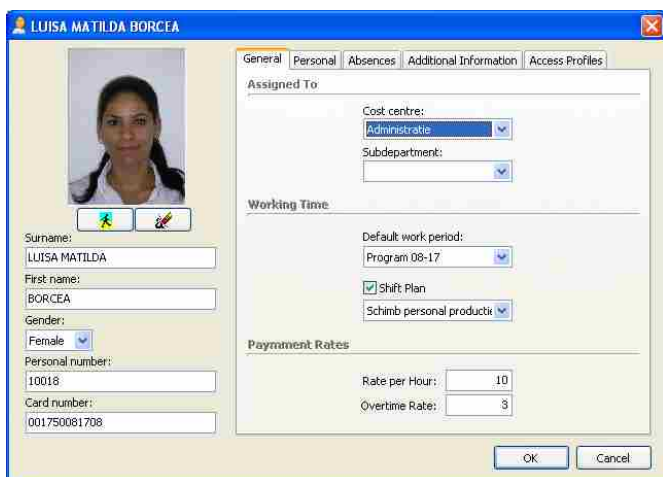 LUISA MATILDA BORCEA
General Personal Absences Additional Information Access Profiles
Assigned To
Cost centre:
Administratie
Subdepartment:
Working Time
Default work period:
Program 08-17
Shift Plan
Schimb personal productie
Paymment Rates
Rate per Hour: 10
Overtime Rate: 3
Surname:
LUISA MATILDA
First name:
BORCEA
Gender:
Female
Personal number:
10018
Card number:
001750081708
OK Cancel